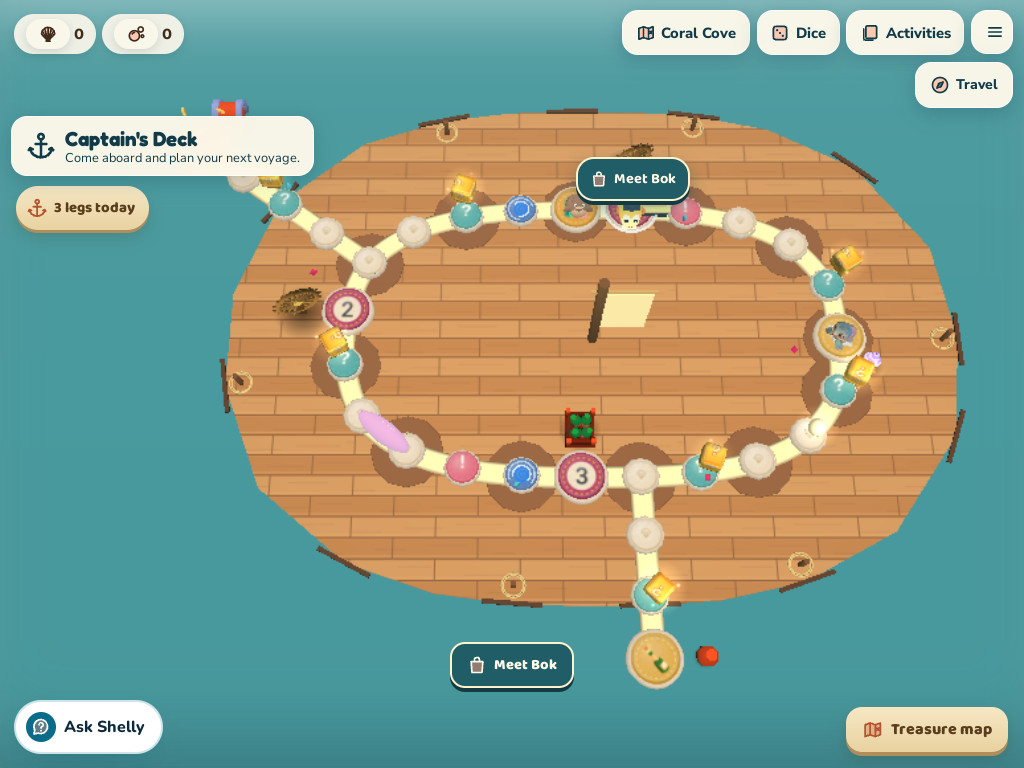 0
0
Coral Cove
Dice
Activities
Travel
Captain's Deck
Come aboard and plan your next voyage.
3 legs today
Meet Bok
?
?
!
?
2
?
?
!
3
Meet Bok
Ask Shelly
Treasure map